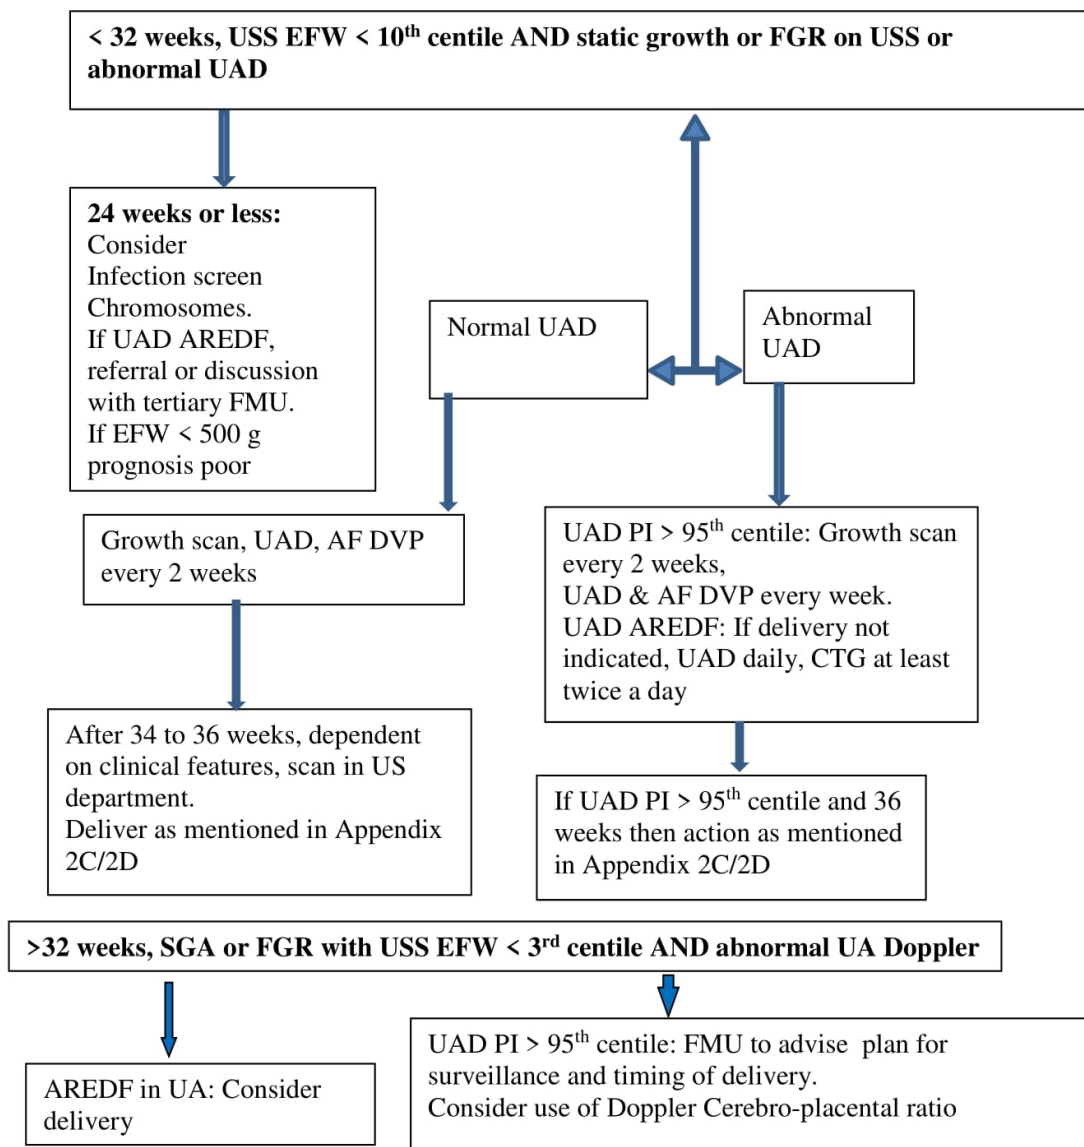 < 32 weeks, USS EFW < 10th centile AND static growth or FGR on USS or
abnormal UAD
24 weeks or less:
Consider
Infection screen
Chromosomes.
If UAD AREDF,
referral or discussion
with tertiary FMU.
If EFW < 500 g
prognosis poor
Normal UAD
Abnormal
UAD
Growth scan, UAD, AF DVP
every 2 weeks
UAD PI > 95th centile: Growth scan
every 2 weeks,
UAD & AF DVP every week.
UAD AREDF: If delivery not
indicated, UAD daily, CTG at least
twice a day
After 34 to 36 weeks, dependent
on clinical features, scan in US
department.
Deliver as mentioned in Appendix
2C/2D
If UAD PI > 95th centile and 36
weeks then action as mentioned
in Appendix 2C/2D
>32 weeks, SGA or FGR with USS EFW < 3rd centile AND abnormal UA Doppler
AREDF in UA: Consider
delivery
UAD PI > 95th centile: FMU to advise plan for
surveillance and timing of delivery.
Consider use of Doppler Cerebro-placental ratio